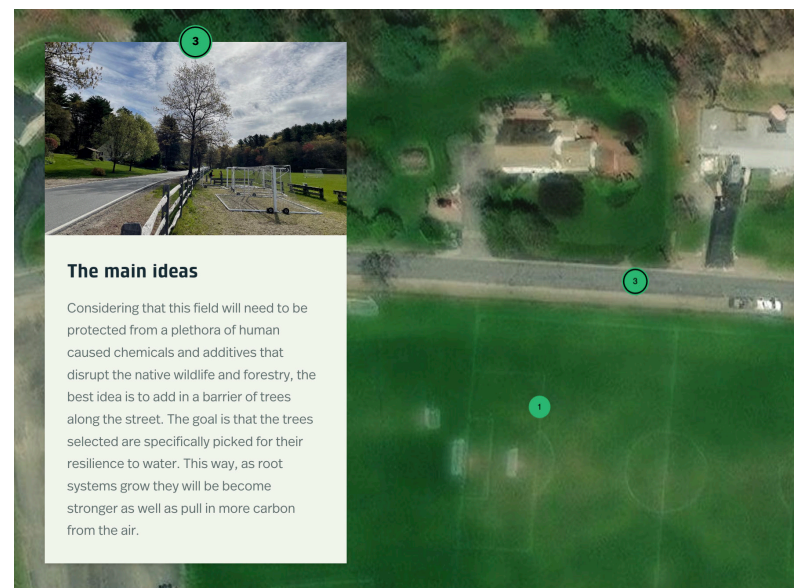 3
The main ideas
Considering that this field will need to be
protected from a plethora of human
caused chemicals and additives that
disrupt the native wildlife and forestry, the
best idea is to add in a barrier of trees
along the street. The goal is that the trees
selected are specifically picked for their
resilience to water. This way, as root
systems grow they will be become
stronger as well as pull in more carbon
from the air.
3
1